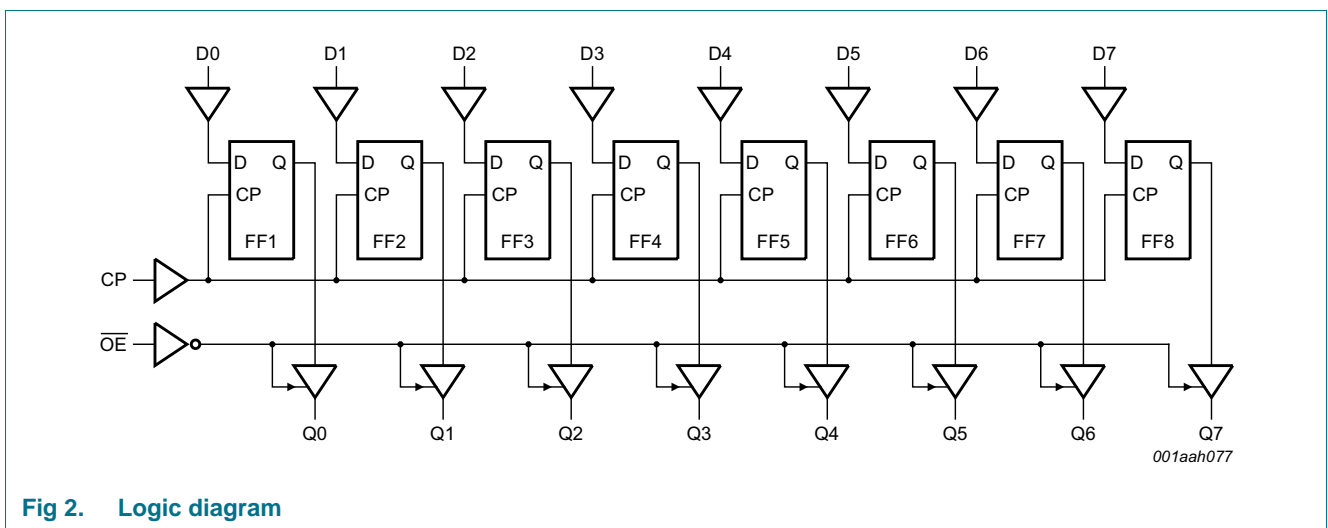 D0 D1 D2 D3 D4 D5 D6 D7
D Q D Q D Q D Q D Q D Q D Q D Q
CP CP CP CP CP CP CP CP
FF1 FF2 FF3 FF4 FF5 FF6 FF7 FF8
CP
OE
Q0 Q1 Q2 Q3 Q4 Q5 Q6 Q7
001aah077
Fig 2. Logic diagram